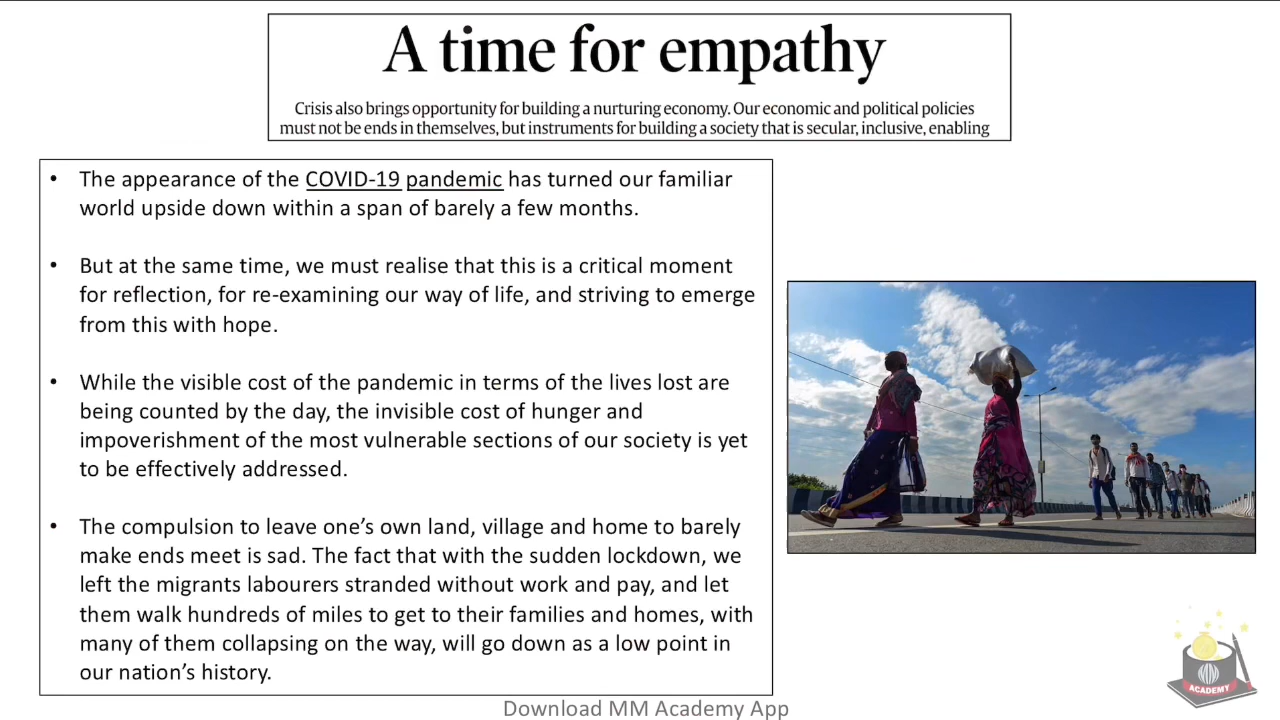 A time for empathy
Crisis also brings opportunity for building a nurturing economy. Our economic and political policies
must not be ends in themselves, but instruments for building a society that is secular, inclusive, enabling
• The appearance of the COVID-19 pandemic has turned our familiar
world upside down within a span of barely a few months.
• But at the same time, we must realise that this is a critical moment
for reflection, for re-examining our way of life, and striving to emerge
from this with hope.
• While the visible cost of the pandemic in terms of the lives lost are
being counted by the day, the invisible cost of hunger and
impoverishment of the most vulnerable sections of our society is yet
to be effectively addressed.
• The compulsion to leave one’s own land, village and home to barely
make ends meet is sad. The fact that with the sudden lockdown, we
left the migrants labourers stranded without work and pay, and let
them walk hundreds of miles to get to their families and homes, with
many of them collapsing on the way, will go down as a low point in
our nation’s history.
ACADEMY
Download MM Academy App